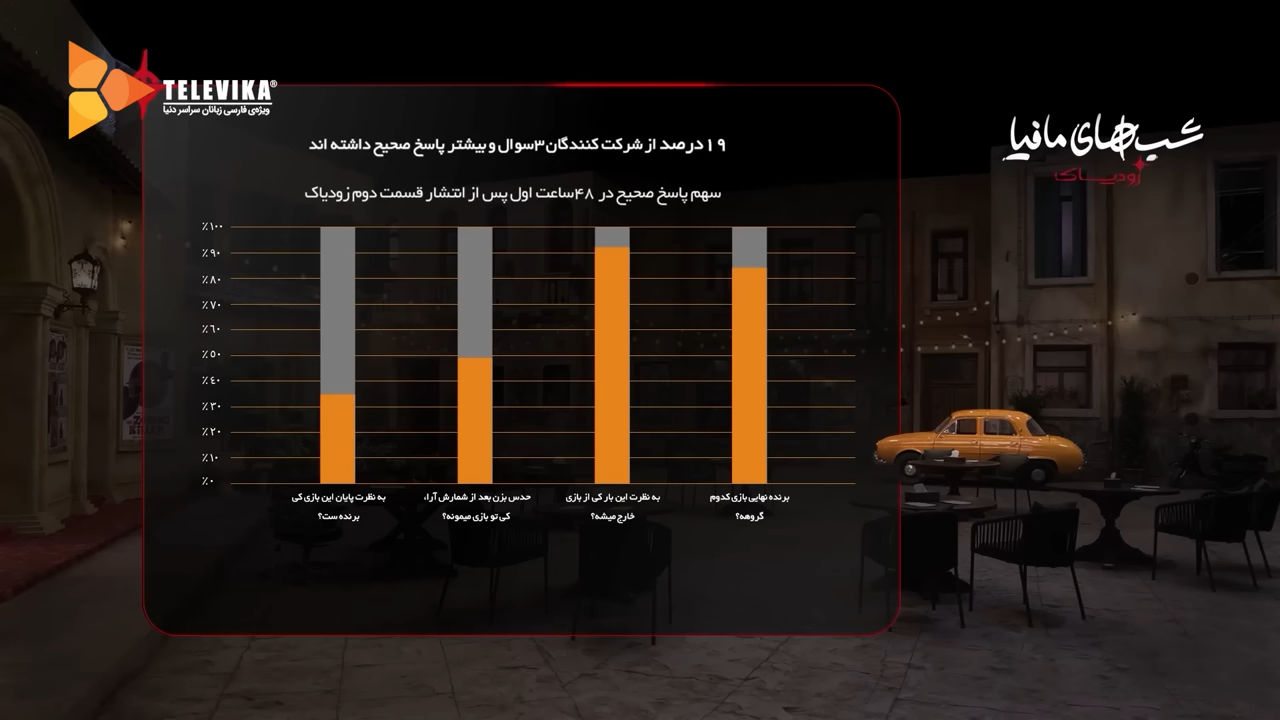 TELEVIKA®
ویژه‌ی فارسی زبانان سراسر دنیا
شب‌های مافیا
زودیاک
۱۹ درصد از شرکت کنندگان ۳سوال و بیشتر پاسخ صحیح داشته اند
سهم پاسخ صحیح در ۴۸ساعت اول پس از انتشار قسمت دوم زودیاک
٪۱۰۰
٪۹۰
٪۸۰
٪۷۰
٪۶۰
٪۵۰
٪۴۰
٪۳۰
٪۲۰
٪۱۰
٪۰
برنده نهایی بازی کدوم
گروهه؟
به نظرت این بار کی از بازی
خارج میشه؟
حدس بزن بعد از شمارش آراء،
کی تو بازی میمونه؟
به نظرت پایان این بازی کی
برنده ست؟